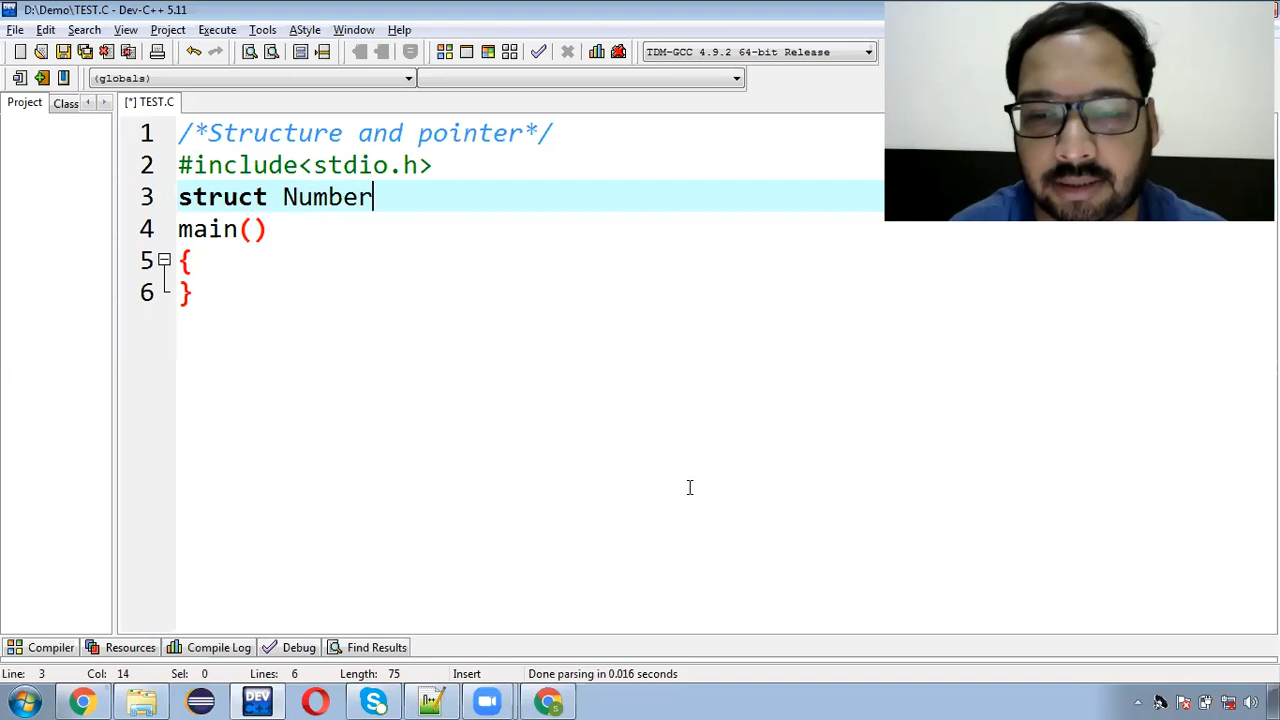 D:\Demo\TEST.C - Dev-C++ 5.11
File Edit Search View Project Execute Tools AStyle Window Help
TDM-GCC 4.9.2 64-bit Release
(globals)
Project Class [*] TEST.C
1 /*Structure and pointer*/
2 #include<stdio.h>
3 struct Number
4 main()
5 {
6 }
Compiler Resources Compile Log Debug Find Results
Line: 3 Col: 14 Sel: 0 Lines: 6 Length: 75 Insert Done parsing in 0.016 seconds
DEV C++